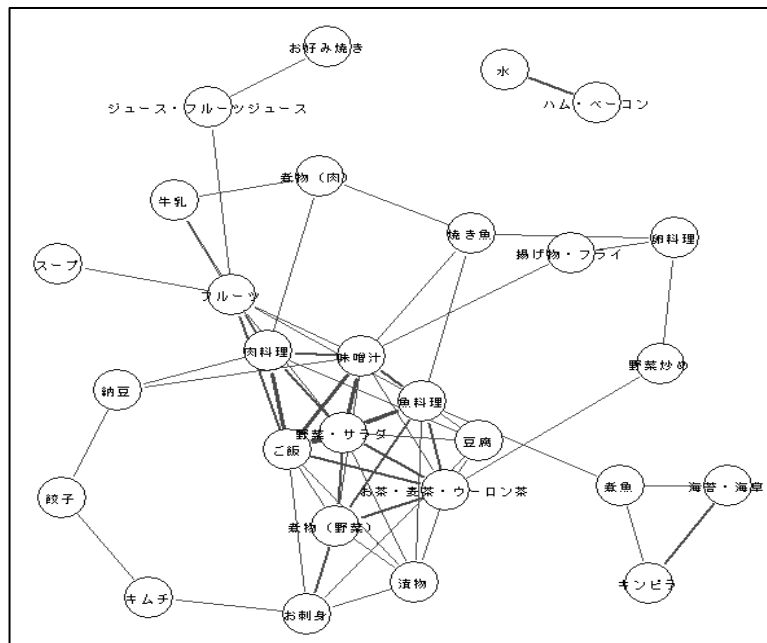 お好み焼き
水
ハム・ベーコン
ジュース・フルーツジュース
煮物(肉)
牛乳
焼き魚
卵料理
揚げ物・フライ
スープ
フルーツ
肉料理
味噌汁
野菜炒め
納豆
魚料理
野菜・サラダ
豆腐
ご飯
お茶・麦茶・ウーロン茶
煮魚
海苔・海草
餃子
煮物(野菜)
漬物
キンピラ
キムチ
お刺身